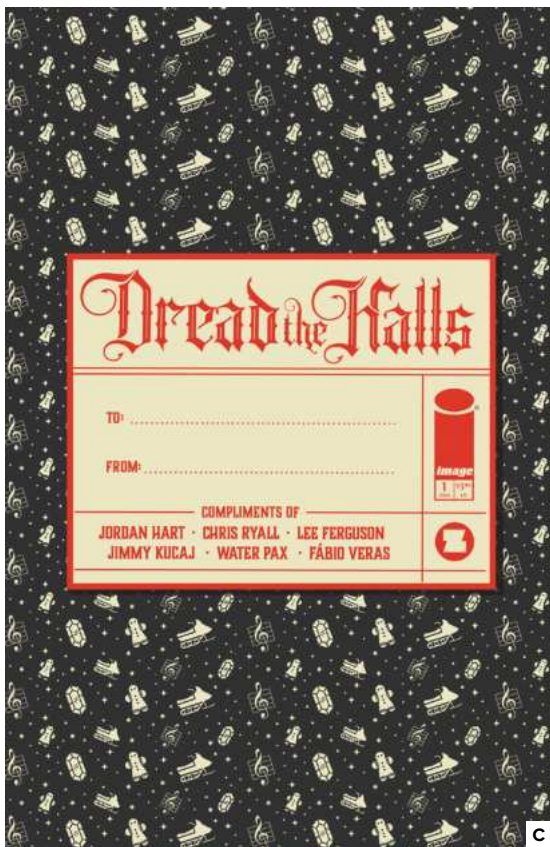 Dread the Halls
TO:
FROM:
image
1
COMPLIMENTS OF
JORDAN HART · CHRIS RYALL · LEE FERGUSON
JIMMY KUCAJ · WATER PAX · FÁBIO VERAS
C